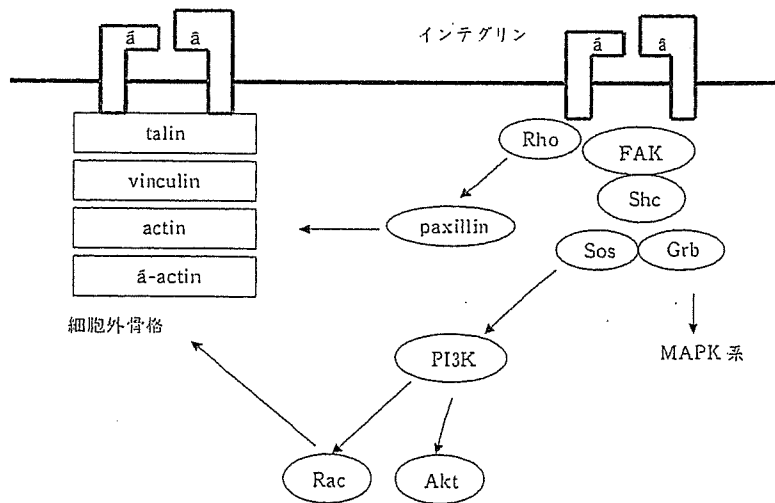 ā â
インテグリン
ā â
talin
vinculin
actin
ā-actin
細胞外骨格
Rho
FAK
Shc
paxillin
Sos
Grb
PI3K
MAPK 系
Rac
Akt